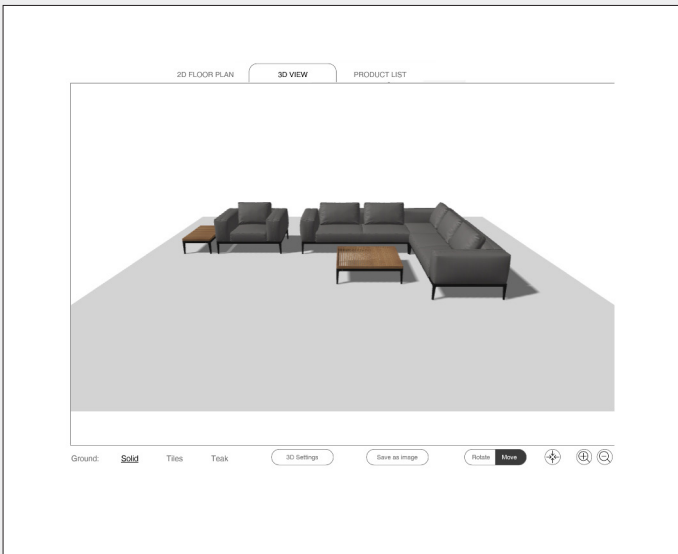 2D FLOOR PLAN 3D VIEW PRODUCT LIST
Ground: Solid Tiles Teak 3D Settings Save as image Rotate Move